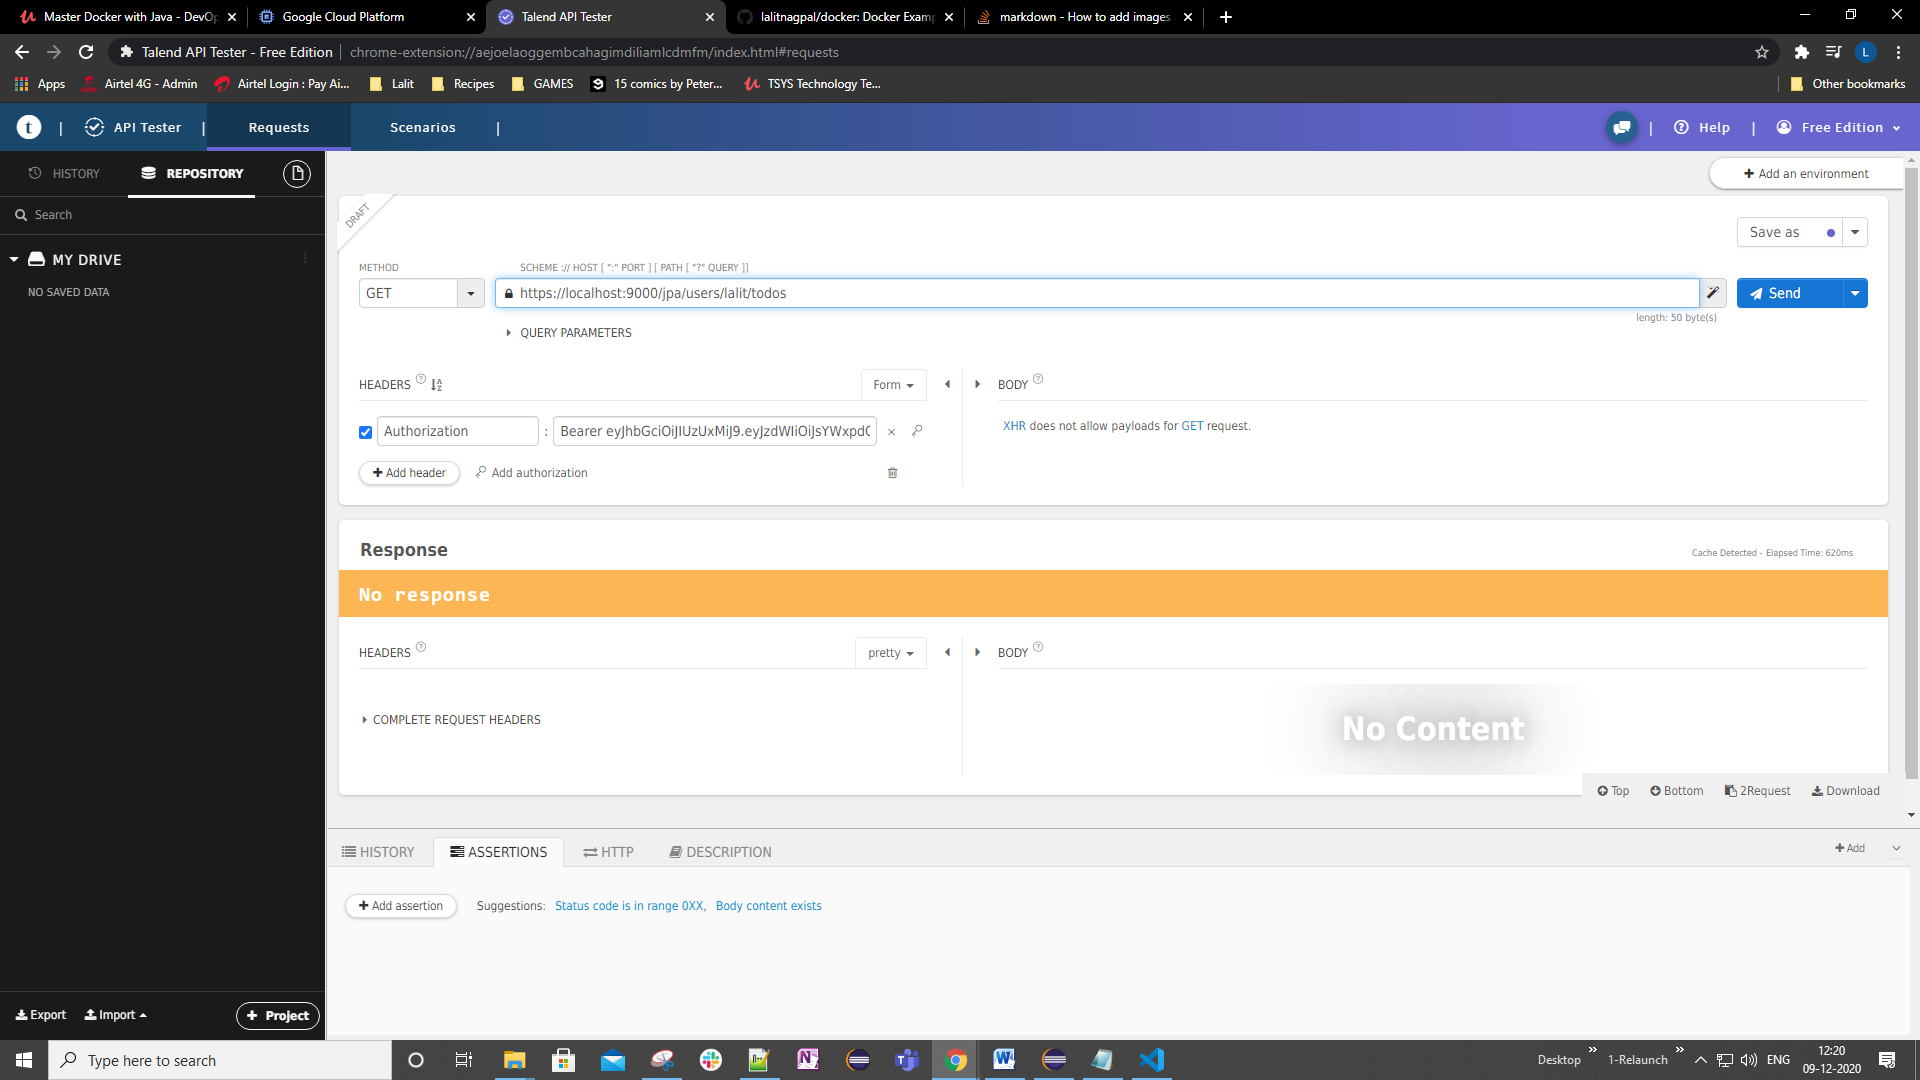 Master Docker with Java - DevOp
Google Cloud Platform
Talend API Tester
lalitnagpal/docker: Docker Examp
markdown - How to add images
Talend API Tester - Free Edition
chrome-extension://aejoelaoggembcahagimdiliamlcdmfm/index.html#requests
L
Apps
Airtel 4G - Admin
Airtel Login : Pay Ai...
Lalit
Recipes
GAMES
15 comics by Peter...
TSYS Technology Te...
Other bookmarks
t
API Tester
Requests
Scenarios
Help
Free Edition
HISTORY
REPOSITORY
Add an environment
Search
DRAFT
Save as
MY DRIVE
METHOD
SCHEME :// HOST [ ":" PORT ] [ PATH [ "?" QUERY ]]
NO SAVED DATA
GET
https://localhost:9000/jpa/users/lalit/todos
Send
length: 50 byte(s)
QUERY PARAMETERS
HEADERS
Form
BODY
Authorization : Bearer eyJhbGciOiJIUzUxMiJ9.eyJzdWIiOiJsYWxpdC
XHR does not allow payloads for GET request.
Add header
Add authorization
Response
Cache Detected - Elapsed Time: 620ms
No response
HEADERS
pretty
BODY
COMPLETE REQUEST HEADERS
No Content
Top
Bottom
2Request
Download
HISTORY
ASSERTIONS
HTTP
DESCRIPTION
Add
Add assertion
Suggestions: Status code is in range 0XX, Body content exists
Export
Import
Project
Type here to search
Desktop
1-Relaunch
ENG
12:20
09-12-2020